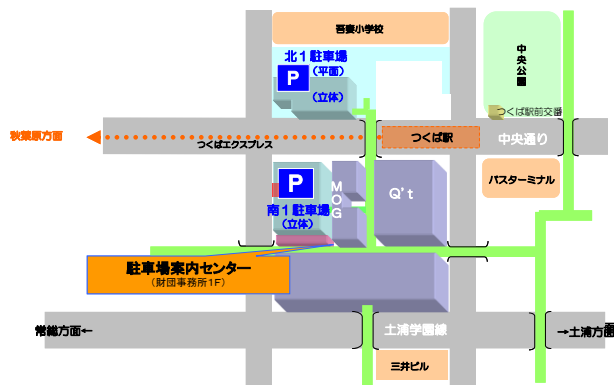 吾妻小学校
北1駐車場
(平面)
P
(立体)
中央公園
つくば駅前交番
秋葉原方面
つくばエクスプレス
つくば駅
中央通り
バスターミナル
P
南1駐車場
(立体)
MOG
Q't
駐車場案内センター
(財団事務所1F)
常総方面←
土浦学園線
→土浦方面
三井ビル